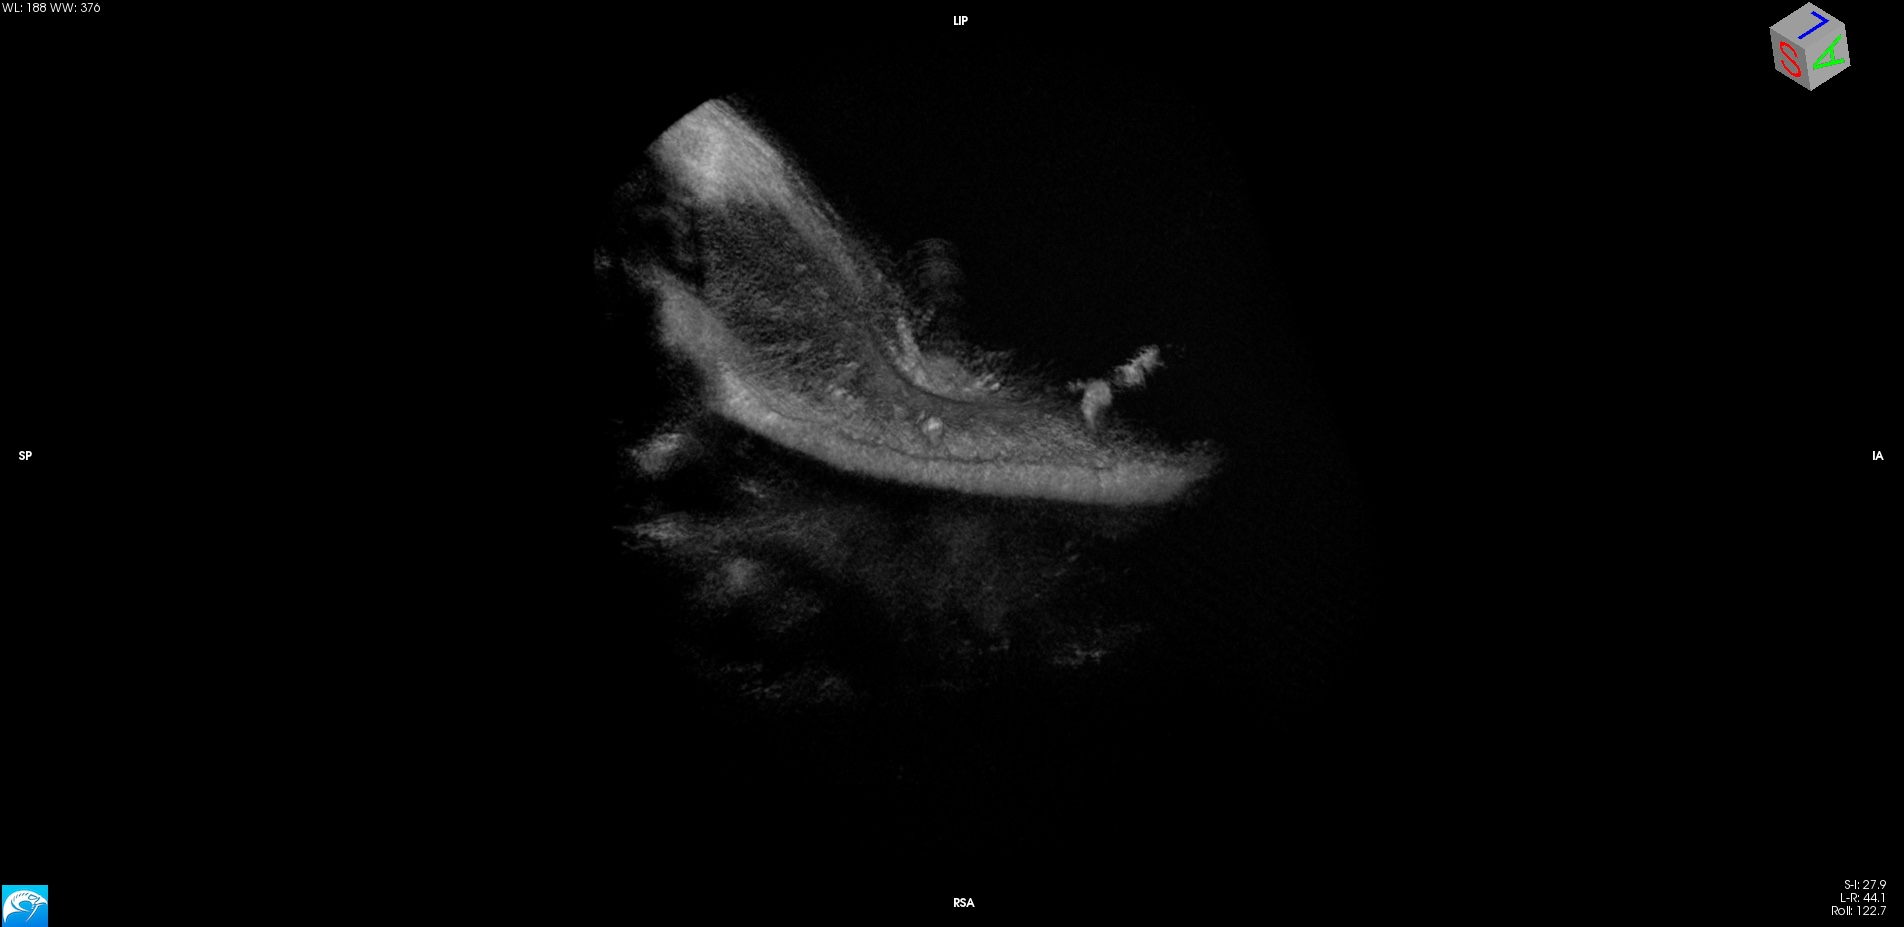 WL: 188 WW: 376
LIP
L
S
A
SP
IA
RSA
S-I: 27.9
L-R: 44.1
Roll: 122.7